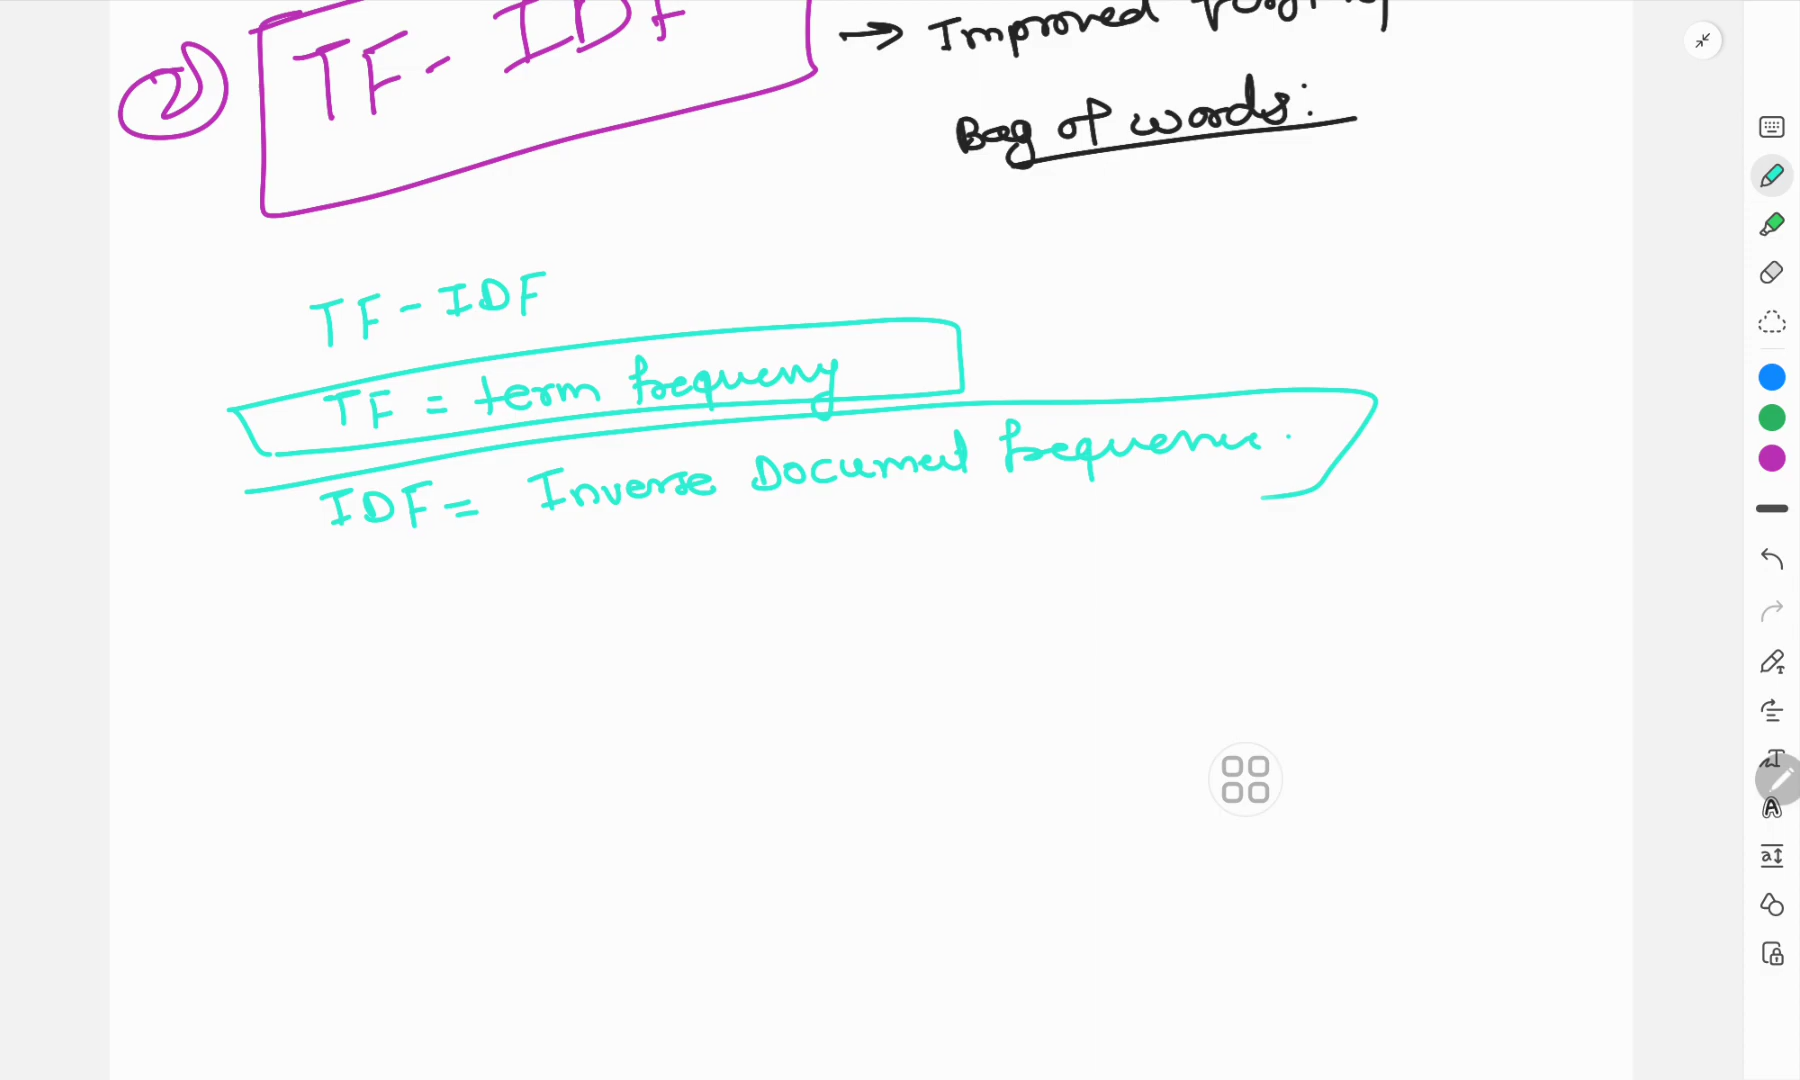 2) TF - IDF → Improved
Bag of words:
TF - IDF
TF = term frequency
IDF = Inverse Document frequence.